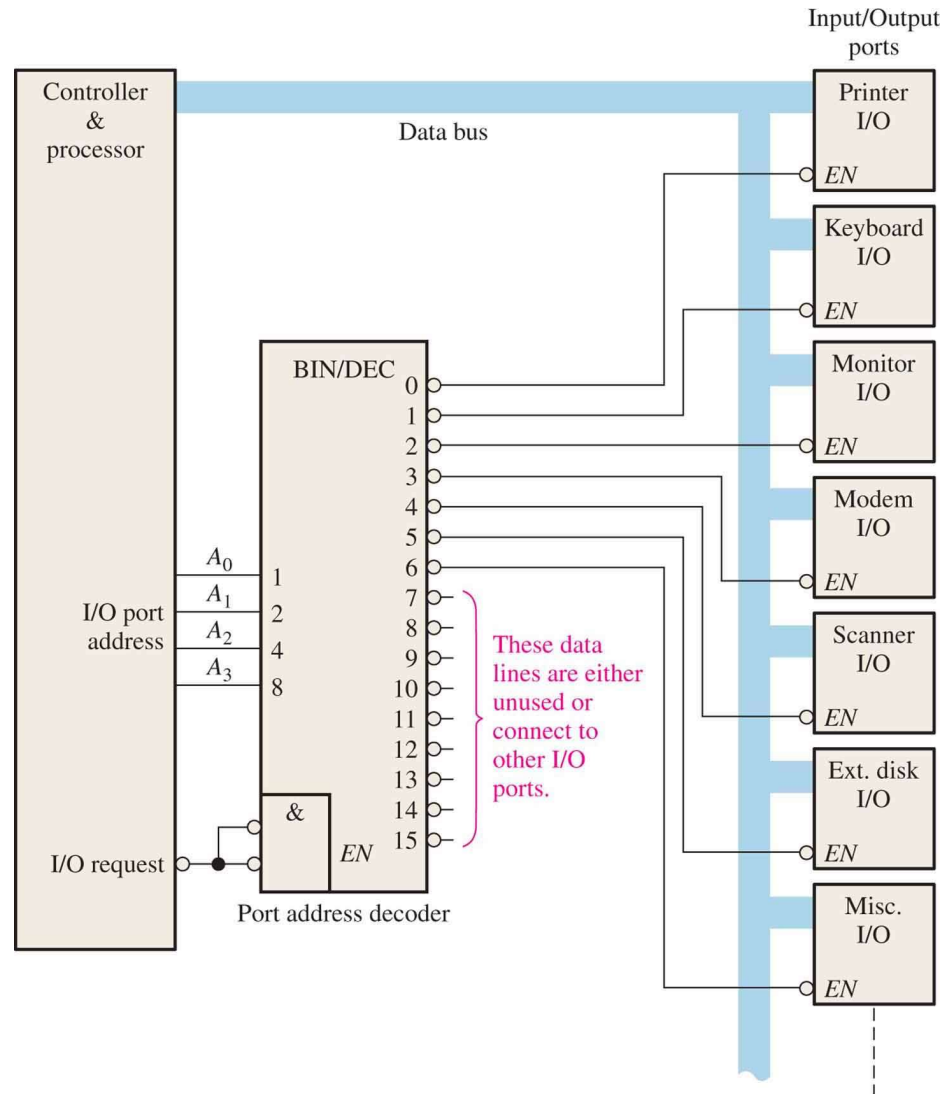 Input/Output
ports
Controller
&
processor
Data bus
Printer
I/O
EN
Keyboard
I/O
EN
Monitor
I/O
EN
Modem
I/O
EN
Scanner
I/O
EN
Ext. disk
I/O
EN
Misc.
I/O
EN
BIN/DEC
0
1
2
3
4
5
6
7
8
9
10
11
12
13
14
15
A0
A1
A2
A3
1
2
4
8
I/O port
address
These data
lines are either
unused or
connect to
other I/O
ports.
&
EN
I/O request
Port address decoder